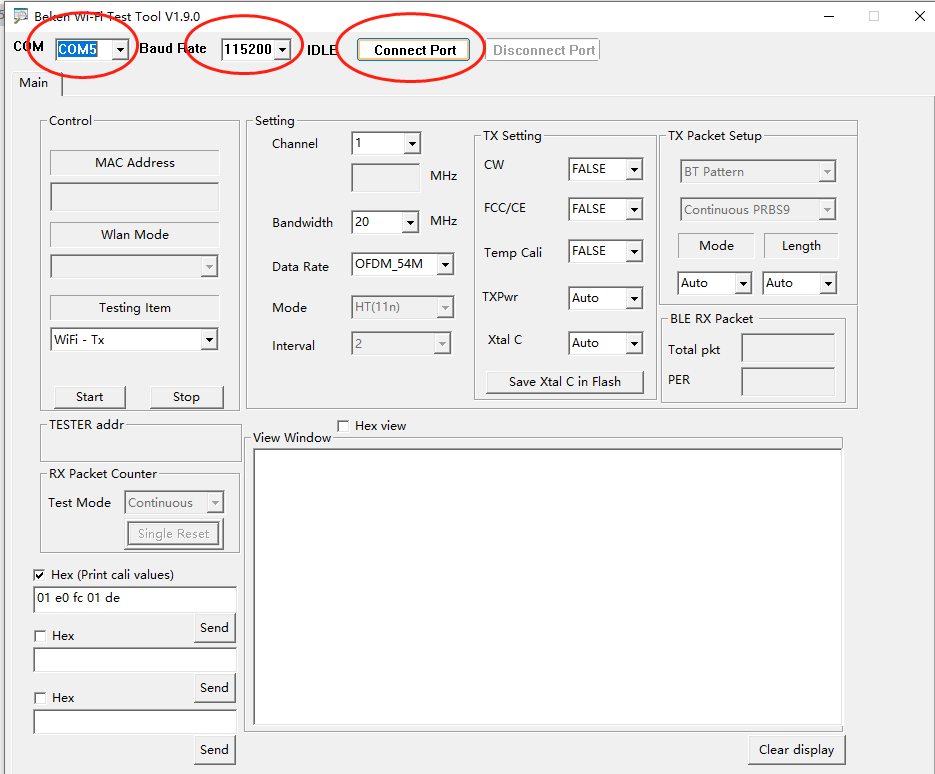 Beken Wi-Fi Test Tool V1.9.0
COM COM5 Baud Rate 115200 IDLE Connect Port Disconnect Port
Main
Control
MAC Address
Wlan Mode
Testing Item
WiFi - Tx
Start Stop
Setting
Channel 1
MHz
Bandwidth 20 MHz
Data Rate OFDM_54M
Mode HT(11n)
Interval 2
TX Setting
CW FALSE
FCC/CE FALSE
Temp Cali FALSE
TXPwr Auto
Xtal C Auto
Save Xtal C in Flash
TX Packet Setup
BT Pattern
Continuous PRBS9
Mode Length
Auto Auto
BLE RX Packet
Total pkt
PER
TESTER addr
RX Packet Counter
Test Mode Continuous
Single Reset
Hex (Print cali values)
01 e0 fc 01 de
Send
Hex
Send
Hex
Send
Hex view
View Window
Clear display